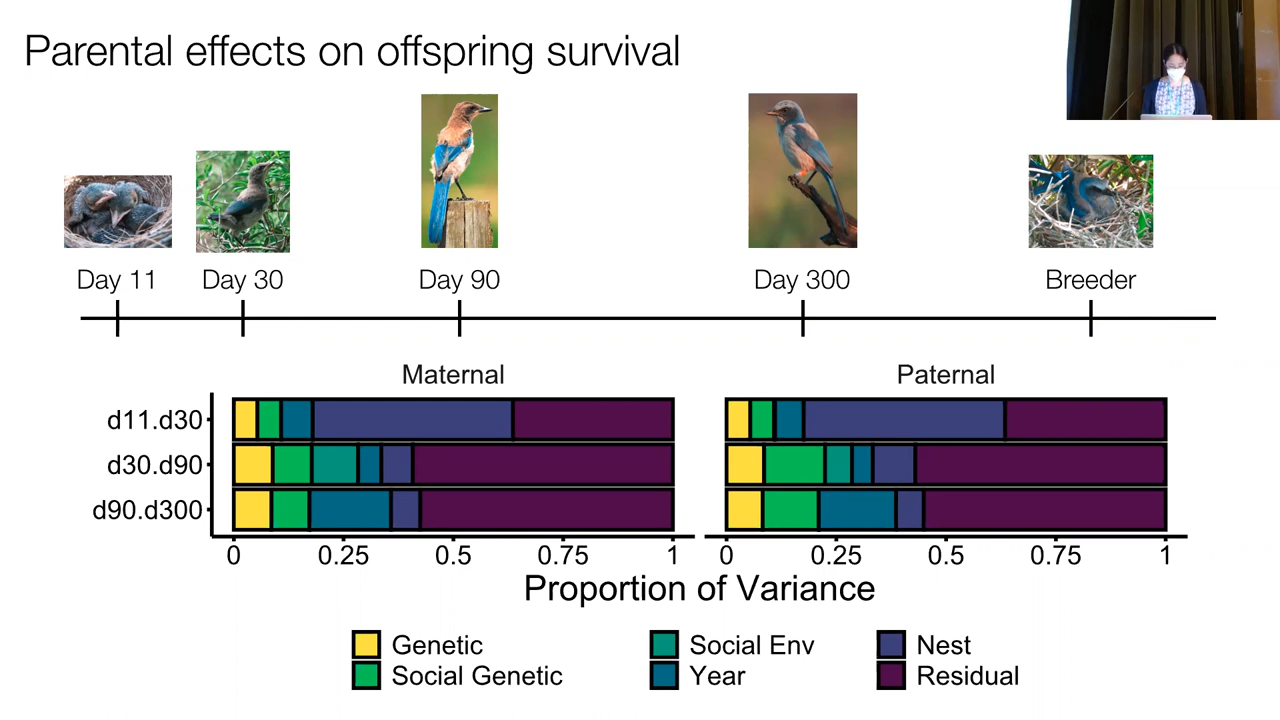 Parental effects on offspring survival
Day 11 Day 30 Day 90 Day 300 Breeder
Maternal Paternal
d11.d30
d30.d90
d90.d300
0 0.25 0.5 0.75 1 0 0.25 0.5 0.75 1
Proportion of Variance
Genetic Social Env Nest
Social Genetic Year Residual